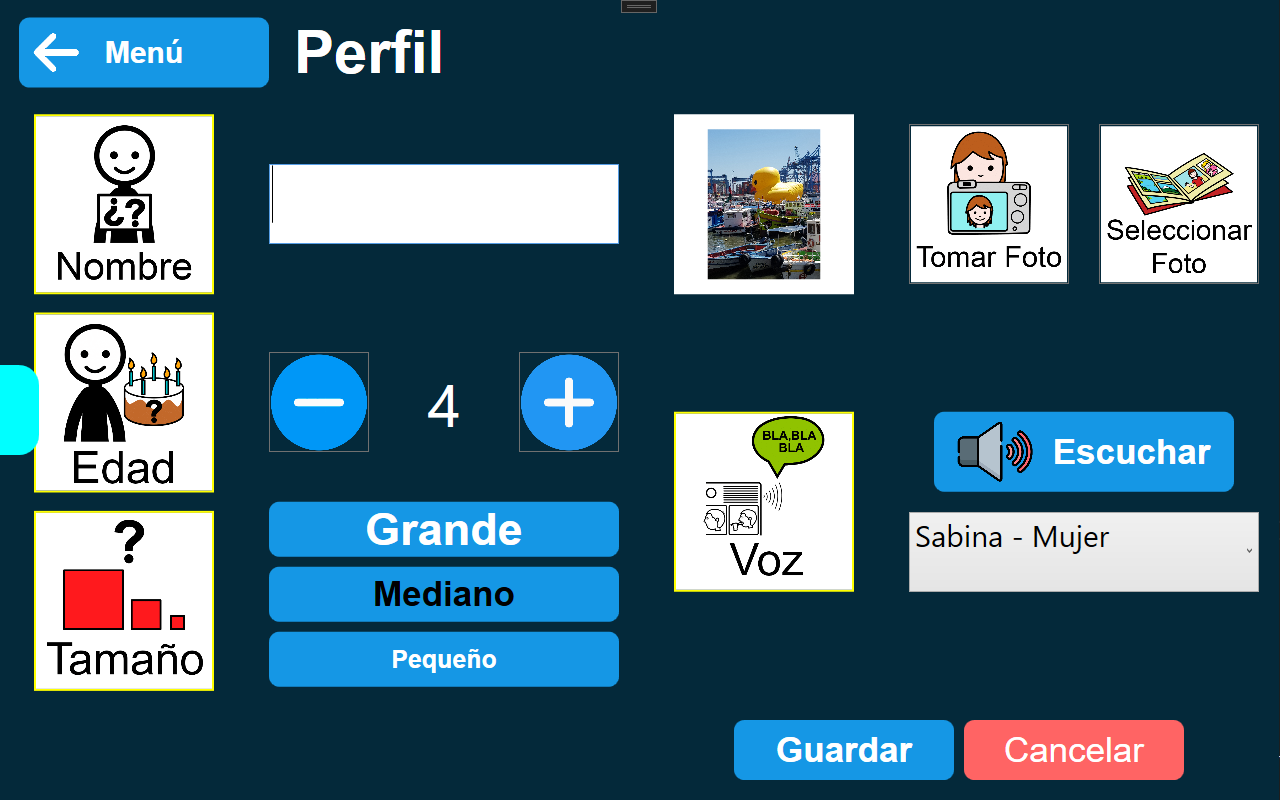 Menú
Perfil
¿?
Nombre
Tomar Foto
Seleccionar
Foto
?
Edad
4
BLA,BLA
BLA
Voz
Escuchar
Sabina - Mujer
?
Tamaño
Grande
Mediano
Pequeño
Guardar
Cancelar